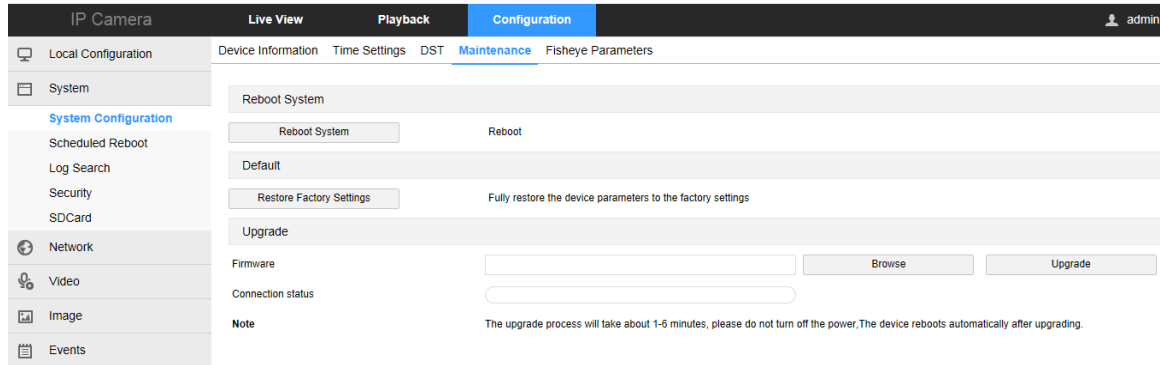 IP Camera Live View Playback Configuration admin
Local Configuration
System
System Configuration
Scheduled Reboot
Log Search
Security
SDCard
Network
Video
Image
Events
Device Information Time Settings DST Maintenance Fisheye Parameters
Reboot System
Reboot System Reboot
Default
Restore Factory Settings Fully restore the device parameters to the factory settings
Upgrade
Firmware Browse Upgrade
Connection status
Note The upgrade process will take about 1-6 minutes, please do not turn off the power,The device reboots automatically after upgrading.